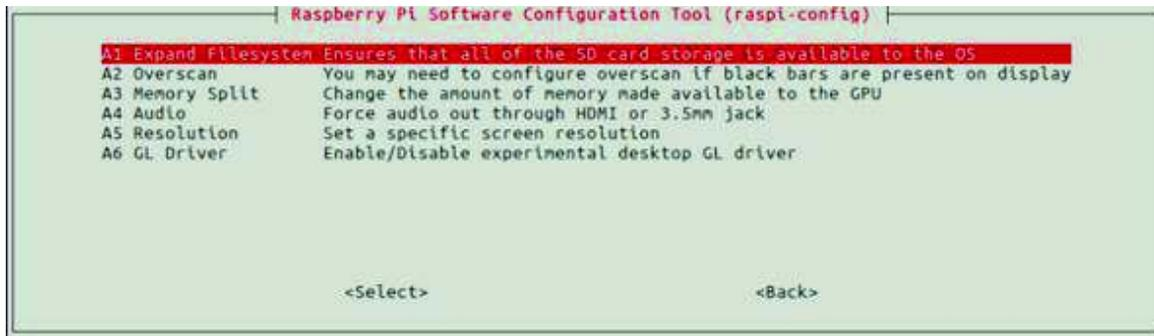 Raspberry Pi Software Configuration Tool (raspi-config)
A1 Expand Filesystem Ensures that all of the SD card storage is available to the OS
A2 Overscan You may need to configure overscan if black bars are present on display
A3 Memory Split Change the amount of memory made available to the GPU
A4 Audio Force audio out through HDMI or 3.5mm jack
A5 Resolution Set a specific screen resolution
A6 GL Driver Enable/Disable experimental desktop GL driver
<Select> <Back>